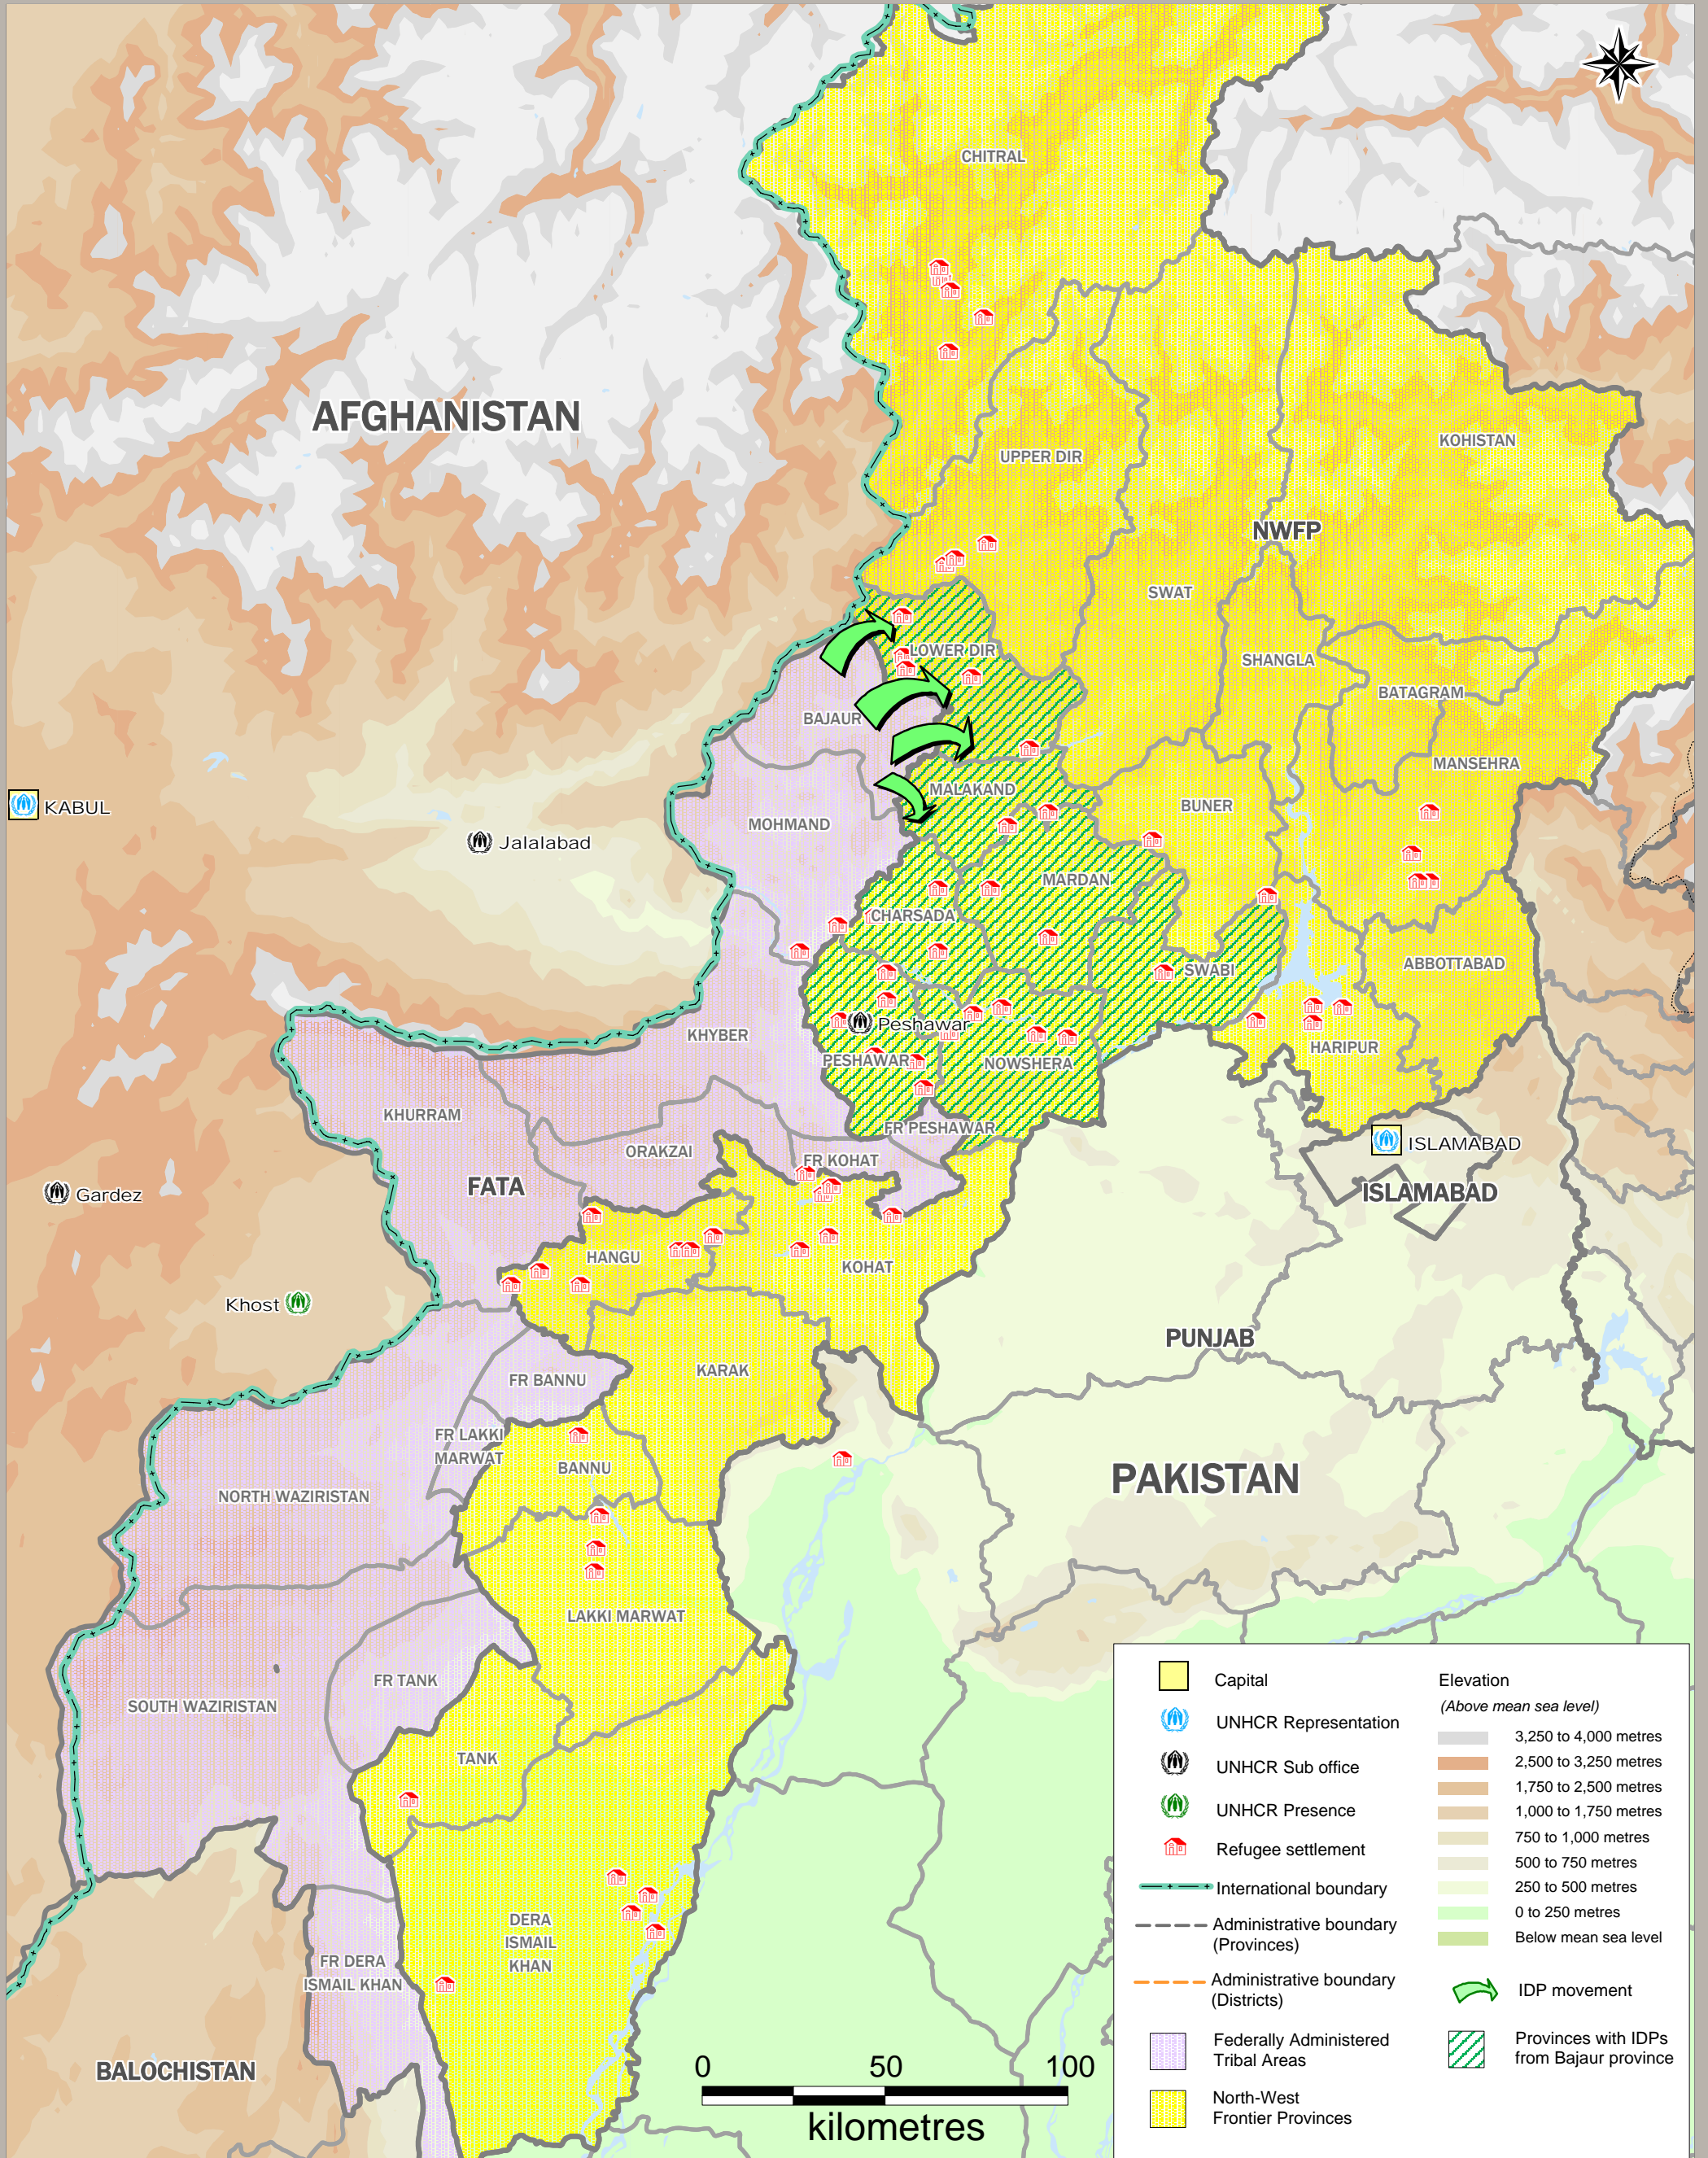 CHITRAL
AFGHANISTAN
KOHISTAN
UPPER DIR
NWFP
SWAT
LOWER DIR
SHANGLA
BATAGRAM
BAJAUR
MANSEHRA
MALAKAND
BUNER
KABUL
MOHMAND
Jalalabad
MARDAN
CHARSADA
ABBOTTABAD
SWABI
Peshawar
KHYBER
HARIPUR
PESHAWAR
NOWSHERA
KHURRAM
FR PESHAWAR
ISLAMABAD
ORAKZAI
FR KOHAT
FATA
Gardez
ISLAMABAD
HANGU
KOHAT
Khost
PUNJAB
KARAK
FR BANNU
FR LAKKI
MARWAT
BANNU
PAKISTAN
NORTH WAZIRISTAN
LAKKI MARWAT
FR TANK
SOUTH WAZIRISTAN
TANK
DERA
ISMAIL
KHAN
FR DERA
ISMAIL KHAN
BALOCHISTAN
0 50 100
kilometres
Capital
UNHCR Representation
UNHCR Sub office
UNHCR Presence
Refugee settlement
International boundary
Administrative boundary
(Provinces)
Administrative boundary
(Districts)
Federally Administered
Tribal Areas
North-West
Frontier Provinces
Elevation
(Above mean sea level)
3,250 to 4,000 metres
2,500 to 3,250 metres
1,750 to 2,500 metres
1,000 to 1,750 metres
750 to 1,000 metres
500 to 750 metres
250 to 500 metres
0 to 250 metres
Below mean sea level
IDP movement
Provinces with IDPs
from Bajaur province